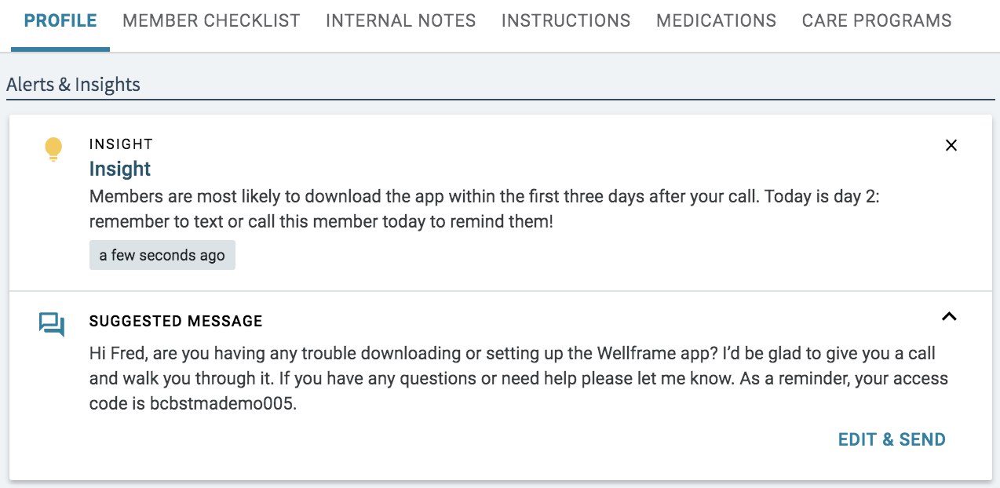 PROFILE MEMBER CHECKLIST INTERNAL NOTES INSTRUCTIONS MEDICATIONS CARE PROGRAMS
Alerts & Insights
INSIGHT
Insight
Members are most likely to download the app within the first three days after your call. Today is day 2:
remember to text or call this member today to remind them!
a few seconds ago
SUGGESTED MESSAGE
Hi Fred, are you having any trouble downloading or setting up the Wellframe app? I’d be glad to give you a call
and walk you through it. If you have any questions or need help please let me know. As a reminder, your access
code is bcbstmademo005.
EDIT & SEND